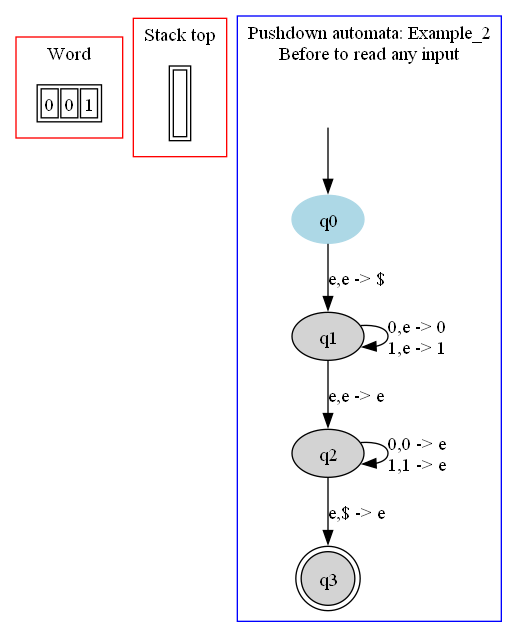 Word
0 0 1
Stack top
Pushdown automata: Example_2
Before to read any input
q0
e,e -> $
q1
0,e -> 0
1,e -> 1
e,e -> e
q2
0,0 -> e
1,1 -> e
e,$ -> e
q3